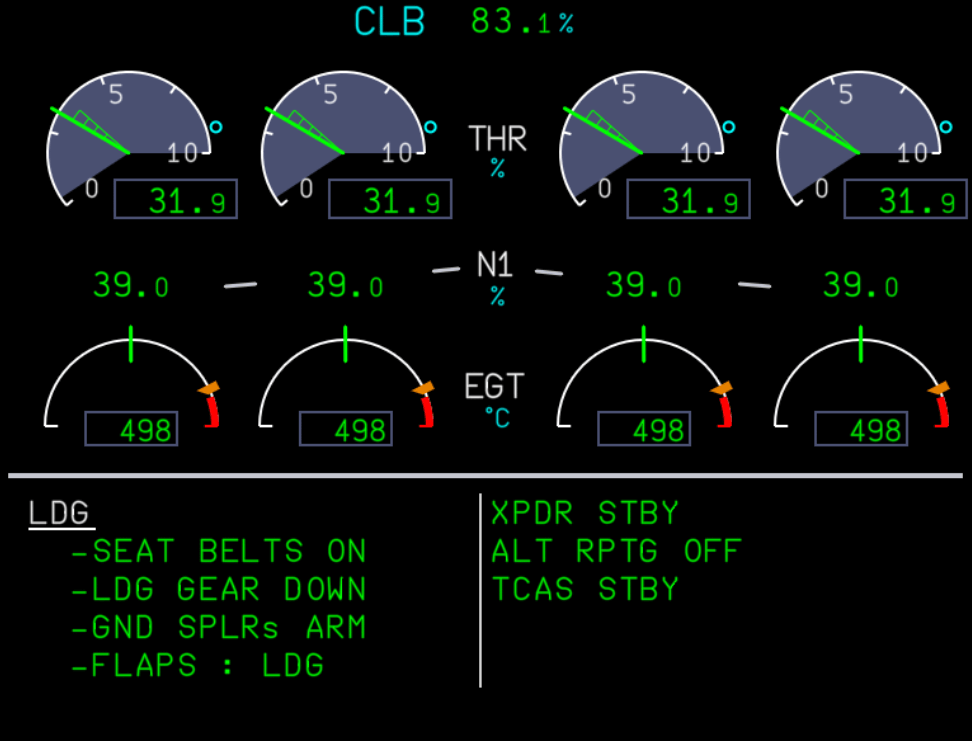 CLB 83.1%
5 5 5 5
10 10 THR 10 10
%
0 0 0 0
31.9 31.9 31.9 31.9
N1
39.0 39.0 39.0 39.0
%
EGT
°C
498 498 498 498
LDG
-SEAT BELTS ON
-LDG GEAR DOWN
-GND SPLRs ARM
-FLAPS : LDG
XPDR STBY
ALT RPTG OFF
TCAS STBY